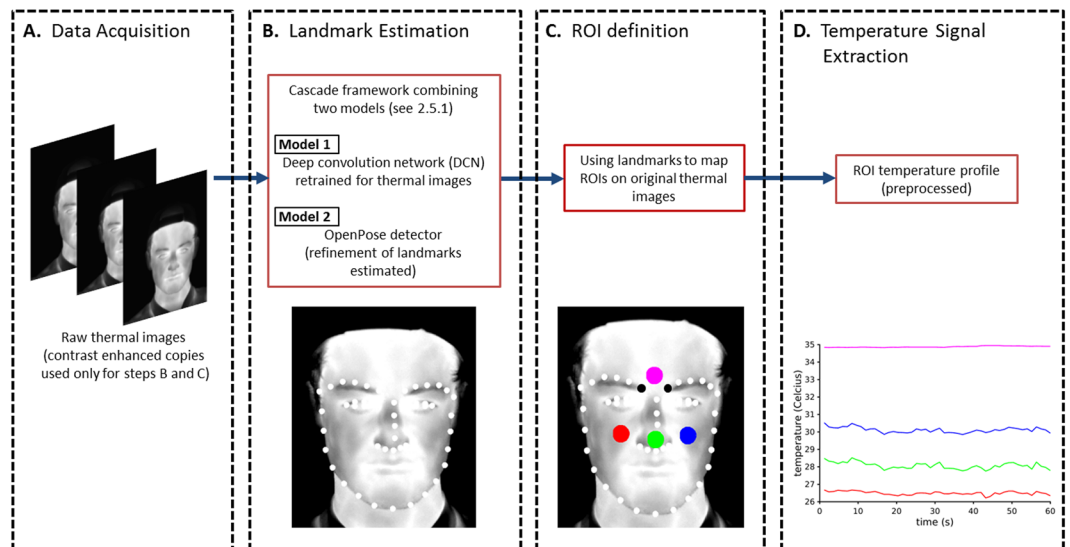 A. Data Acquisition
Raw thermal images
(contrast enhanced copies
used only for steps B and C)
B. Landmark Estimation
Cascade framework combining
two models (see 2.5.1)
Model 1
Deep convolution network (DCN)
retrained for thermal images
Model 2
OpenPose detector
(refinement of landmarks
estimated)
C. ROI definition
Using landmarks to map
ROIs on original thermal
images
D. Temperature Signal
Extraction
ROI temperature profile
(preprocessed)
temperature (Celcius)
35
34
33
31
30
29
28
27
26
0
10
20
30
40
50
60
time (s)